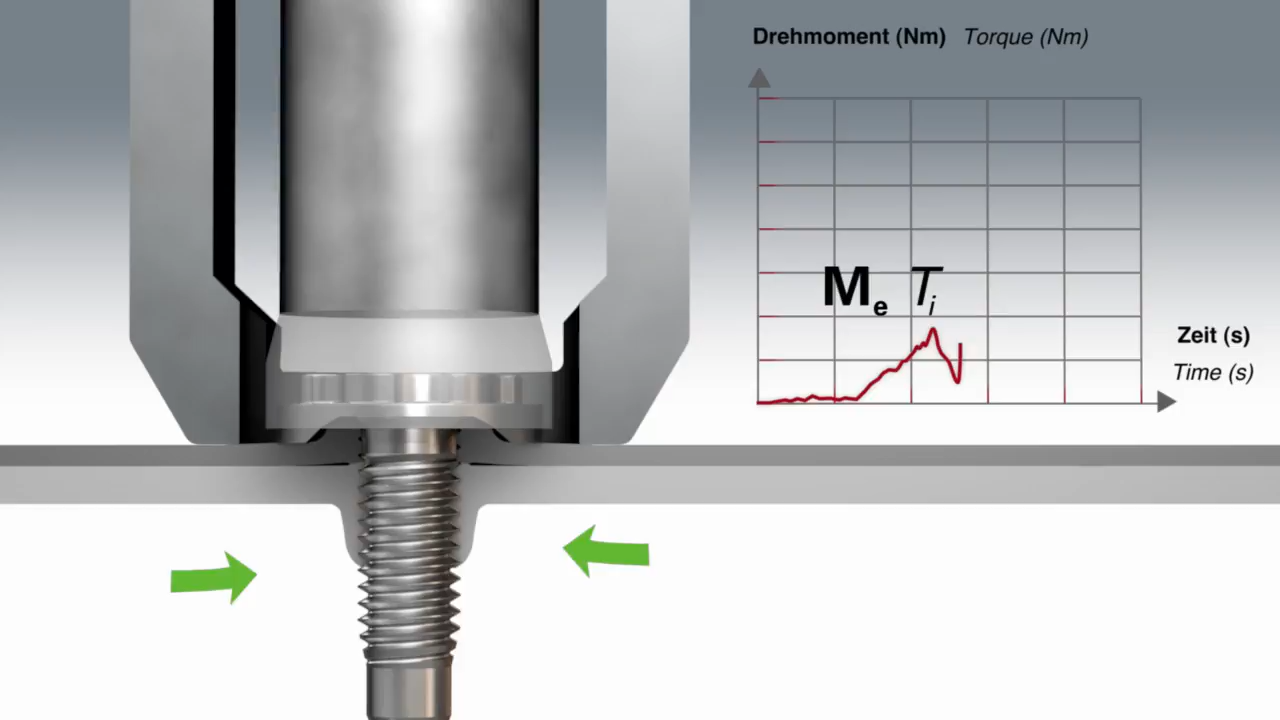 Drehmoment (Nm) Torque (Nm)
Me Ti
Zeit (s)
Time (s)